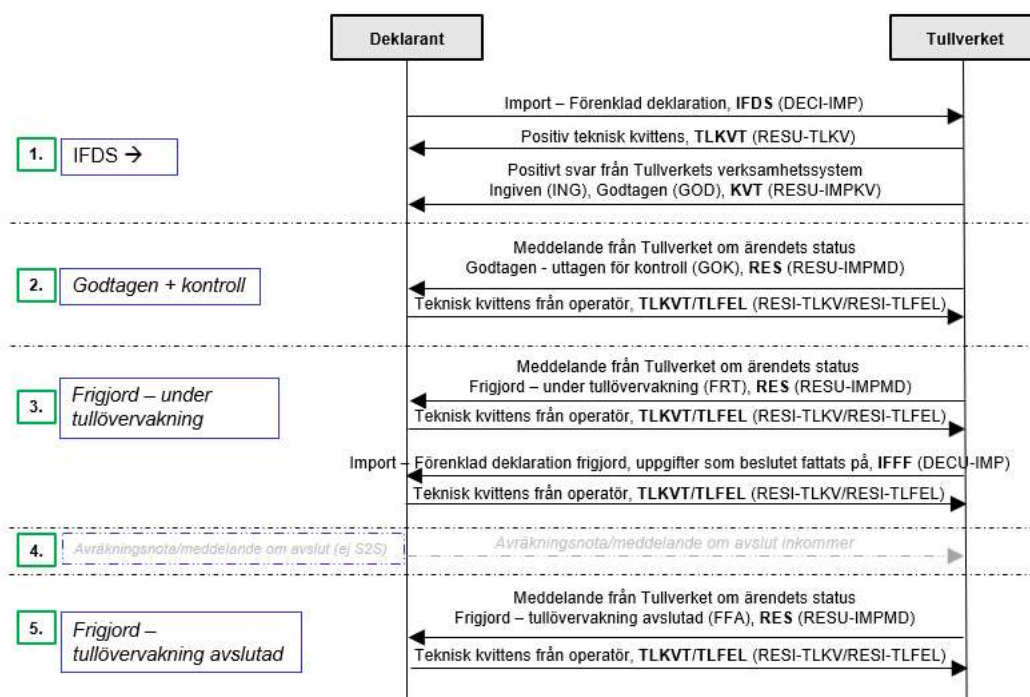 Deklarant
Tullverket
Import – Förenklad deklaration, IFDS (DECI-IMP)
1.
IFDS →
Positiv teknisk kvittens, TLKVT (RESU-TLKV)
Positivt svar från Tullverkets verksamhetssystem
Ingiven (ING), Godtagen (GOD), KVT (RESU-IMPKV)
2.
Godtagen + kontroll
Meddelande från Tullverket om ärendets status
Godtagen - uttagen för kontroll (GOK), RES (RESU-IMPMD)
Teknisk kvittens från operatör, TLKVT/TLFEL (RESI-TLKV/RESI-TLFEL)
3.
Frigjord – under
tullövervakning
Meddelande från Tullverket om ärendets status
Frigjord – under tullövervakning (FRT), RES (RESU-IMPMD)
Teknisk kvittens från operatör, TLKVT/TLFEL (RESI-TLKV/RESI-TLFEL)
Import – Förenklad deklaration frigjord, uppgifter som beslutet fattats på, IFFF (DECU-IMP)
Teknisk kvittens från operatör, TLKVT/TLFEL (RESI-TLKV/RESI-TLFEL)
4.
Avräkningsnota/meddelande om avslut (ej S2S)
Avräkningsnota/meddelande om avslut inkommer
5.
Frigjord –
tullövervakning avslutad
Meddelande från Tullverket om ärendets status
Frigjord – tullövervakning avslutad (FFA), RES (RESU-IMPMD)
Teknisk kvittens från operatör, TLKVT/TLFEL (RESI-TLKV/RESI-TLFEL)